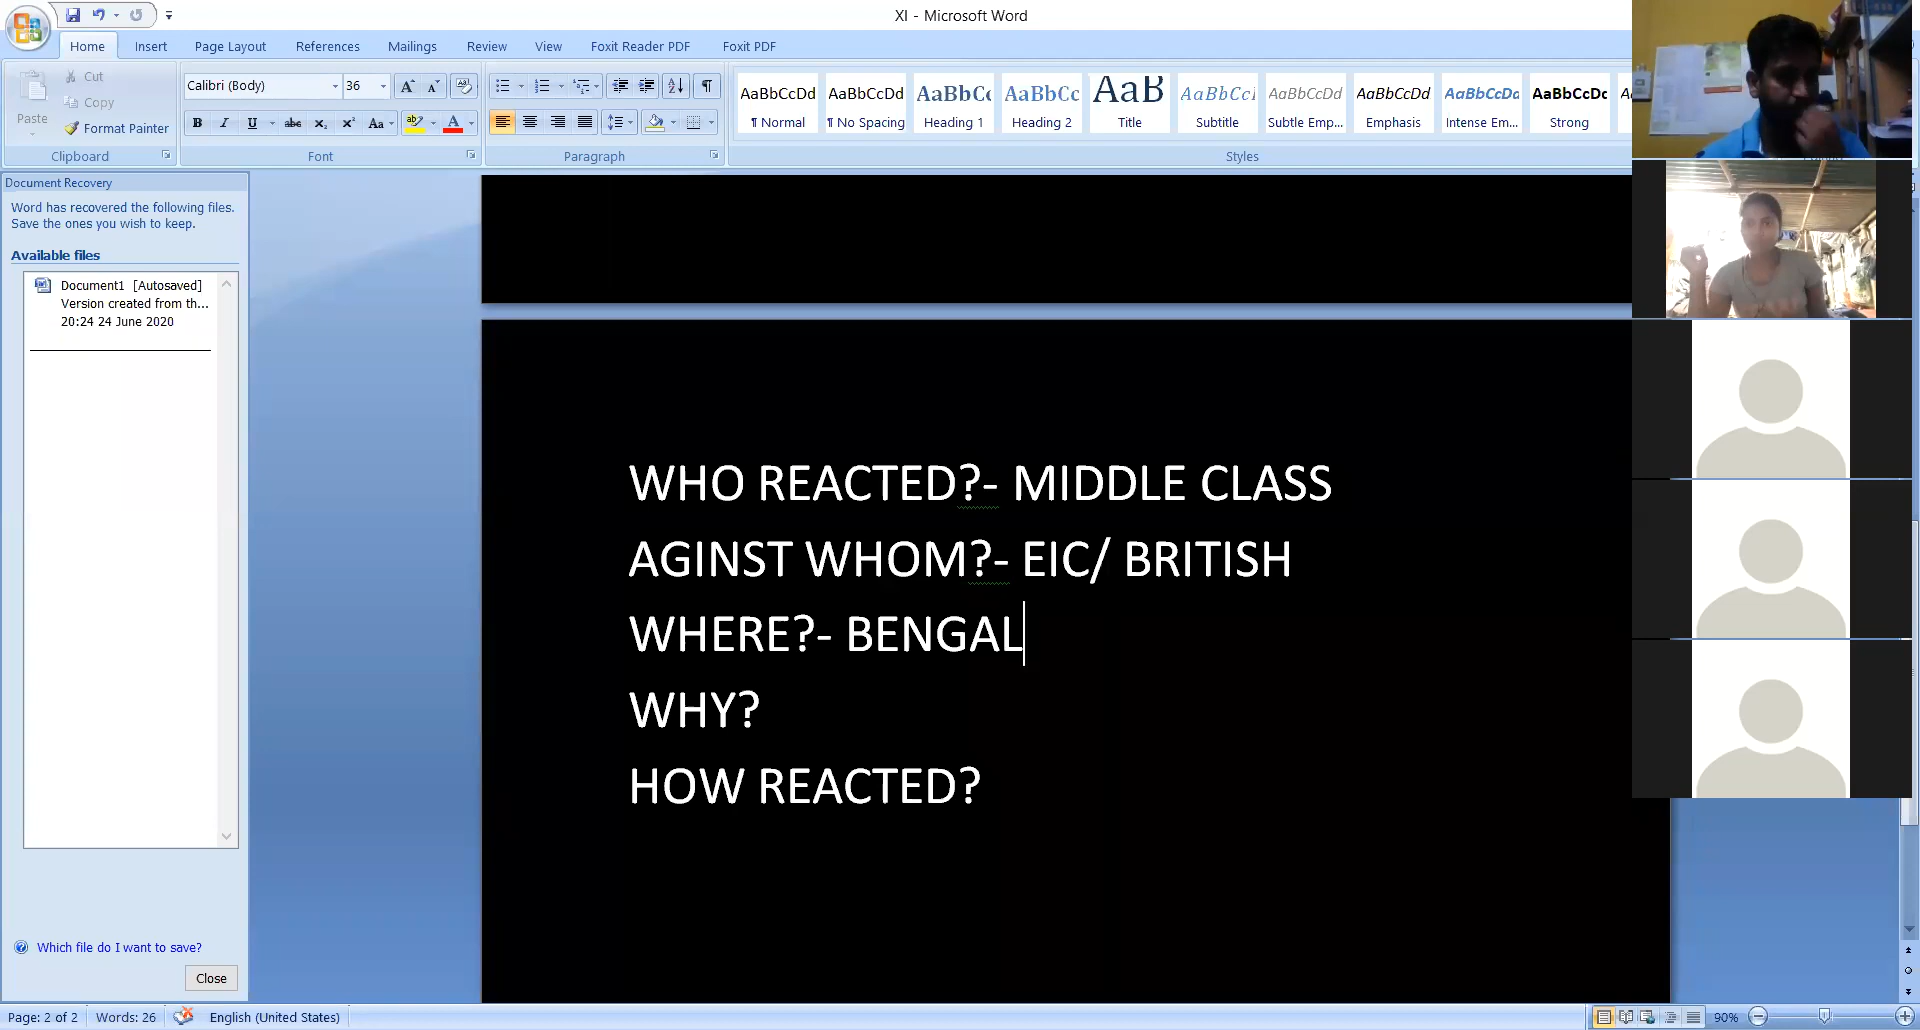 XI - Microsoft Word
Home Insert Page Layout References Mailings Review View Foxit Reader PDF Foxit PDF
Paste
Cut
Copy
Format Painter
Clipboard
Calibri (Body) 36
B I U abc x₂ x² Aa A
Font
Paragraph
AaBbCcDd AaBbCcDd AaBbCc AaBbCc AaB AaBbCcI AaBbCcDd AaBbCcDd AaBbCcDd AaBbCcDc
¶ Normal ¶ No Spacing Heading 1 Heading 2 Title Subtitle Subtle Emp... Emphasis Intense Em... Strong
Styles
Document Recovery
Word has recovered the following files.
Save the ones you wish to keep.
Available files
Document1 [Autosaved]
Version created from th...
20:24 24 June 2020
Which file do I want to save?
Close
WHO REACTED?- MIDDLE CLASS
AGINST WHOM?- EIC/ BRITISH
WHERE?- BENGAL
WHY?
HOW REACTED?
Page: 2 of 2 Words: 26 English (United States) 90%